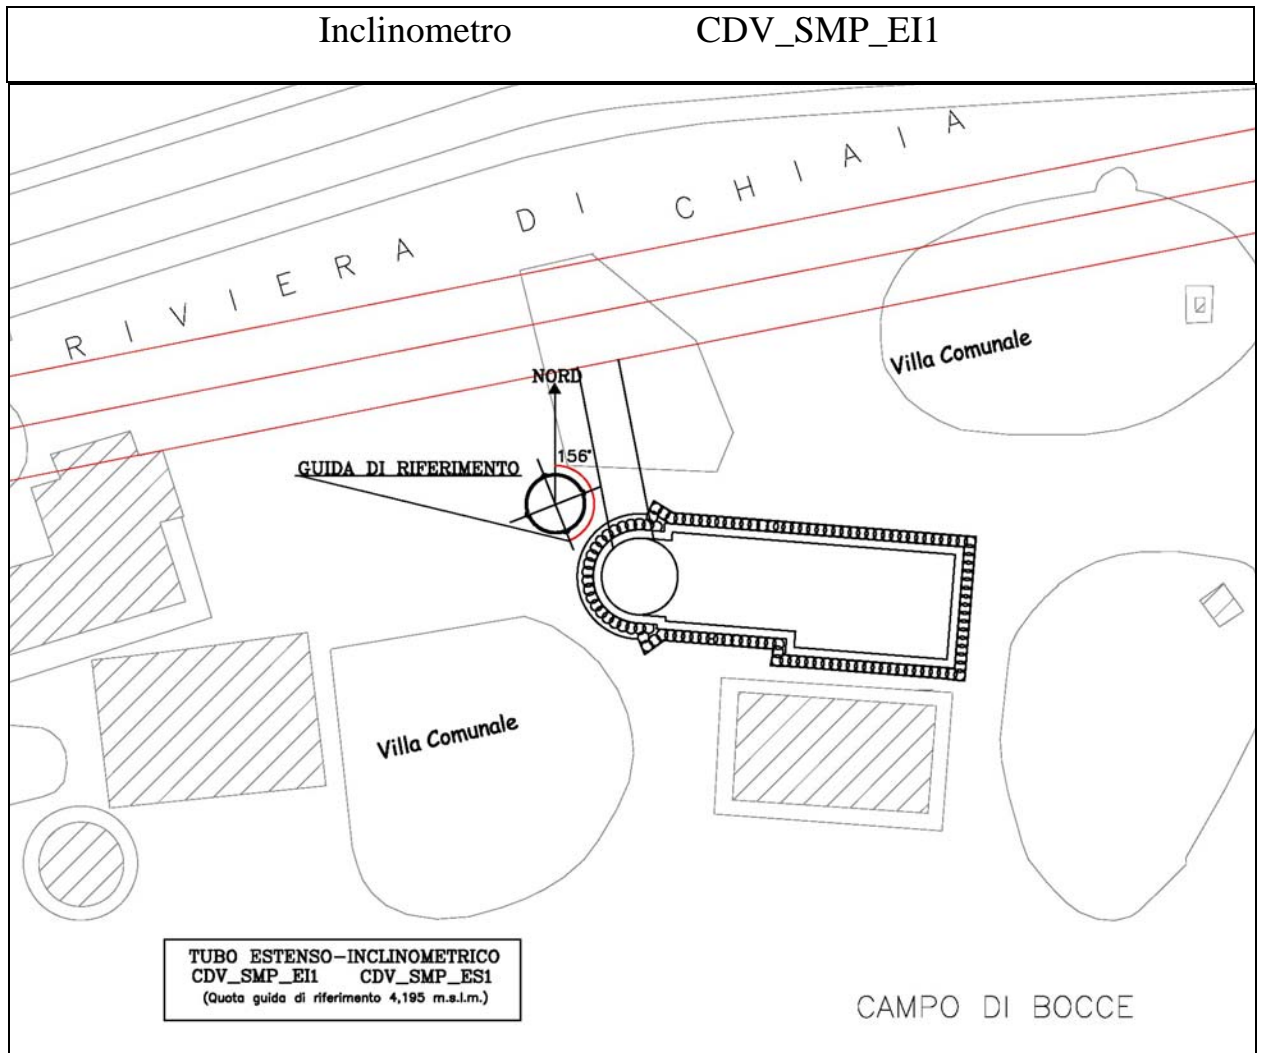 Inclinometro CDV_SMP_EI1
RIVIERA DI CHIAIA
Villa Comunale
NORD
156°
GUIDA DI RIFERIMENTO
Villa Comunale
TUBO ESTENSO-INCLINOMETRICO
CDV_SMP_EI1 CDV_SMP_ES1
(Quota guida di riferimento 4,195 m.s.l.m.)
CAMPO DI BOCCE